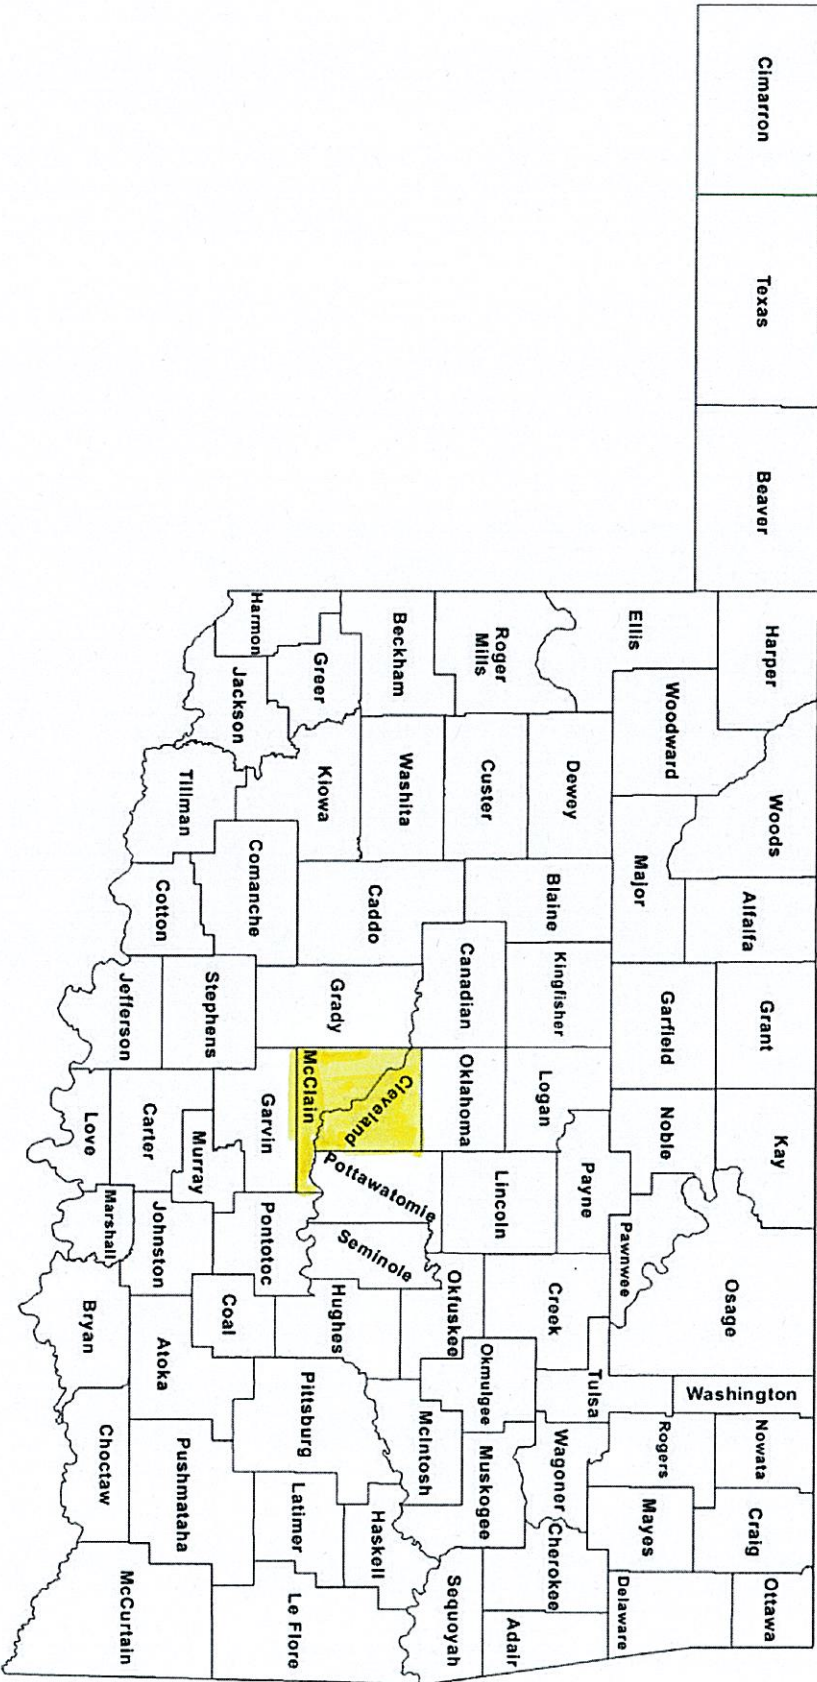 Cimarron
Texas
Beaver
Harper
Woods
Alfalfa
Grant
Kay
Osage
Washington
Nowata
Craig
Ottawa
Ellis
Woodward
Major
Garfield
Noble
Pawnwee
Rogers
Mayes
Delaware
Roger
Mills
Dewey
Blaine
Kingfisher
Logan
Payne
Creek
Tulsa
Wagoner
Cherokee
Adair
Beckham
Custer
Washita
Caddo
Canadian
Oklahoma
Lincoln
Okfuskee
Okmulgee
Muskogee
McIntosh
Sequoyah
Harmon
Greer
Kiowa
Grady
Cleveland
McClain
Pottawatomie
Seminole
Hughes
Pittsburg
Haskell
Latimer
Le Flore
Jackson
Tillman
Comanche
Cotton
Stephens
Jefferson
Garvin
Murray
Carter
Love
Pontotoc
Johnston
Marshall
Coal
Atoka
Bryan
Pushmataha
Choctaw
McCurtain